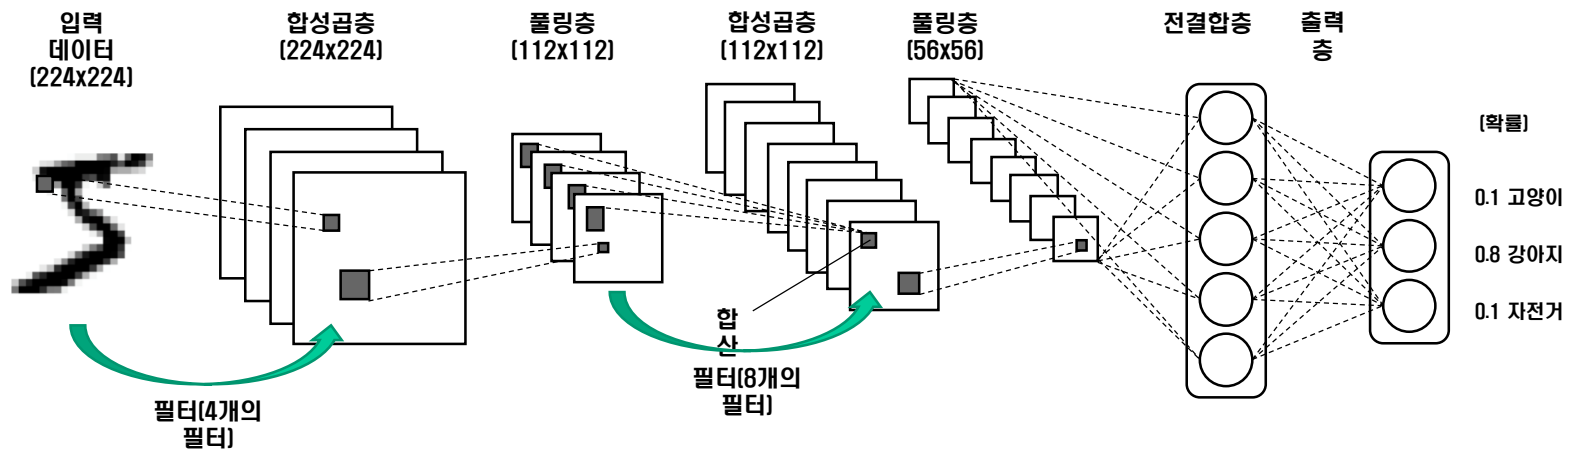 입력
데이터
(224x224)
합성곱층
(224x224)
풀링층
(112x112)
합성곱층
(112x112)
풀링층
(56x56)
전결합층
출력
층
(확률)
0.1 고양이
0.8 강아지
0.1 자전거
합
산
필터(8개의
필터)
필터(4개의
필터)